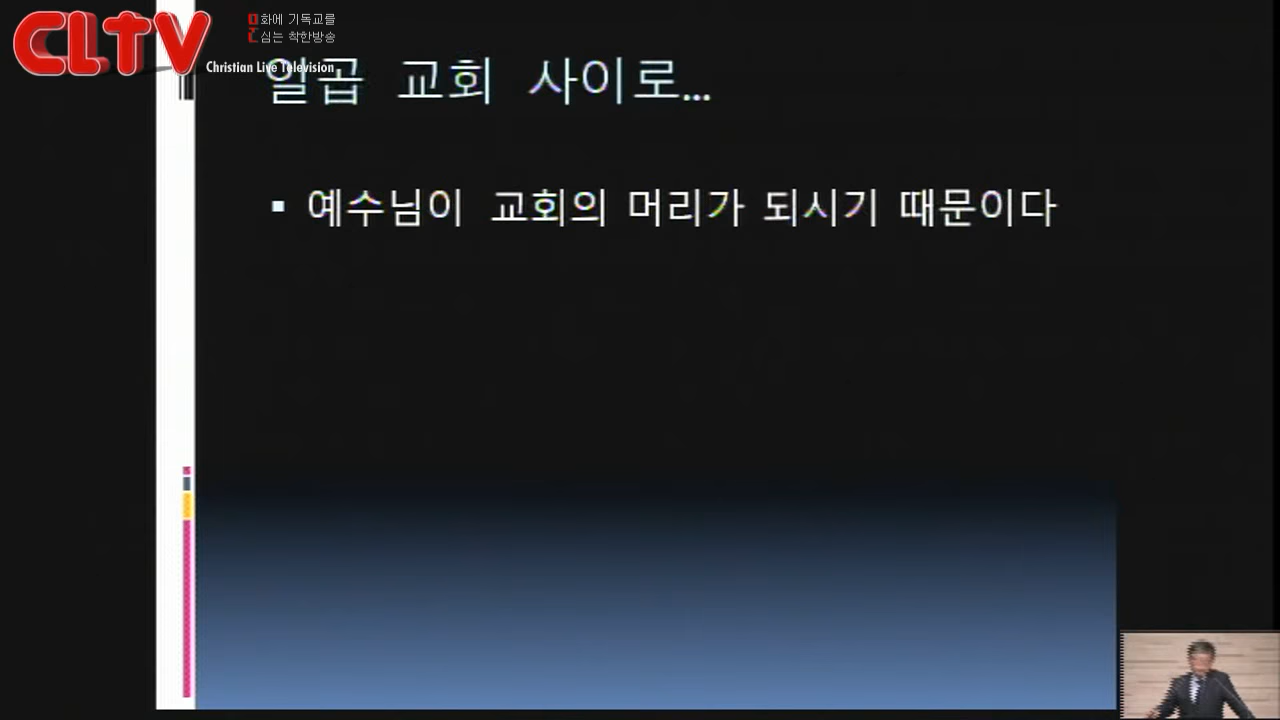 CLTV
화에 기독교를
심는 착한방송
Christian Live Television
일곱 교회 사이로...
▪ 예수님이 교회의 머리가 되시기 때문이다